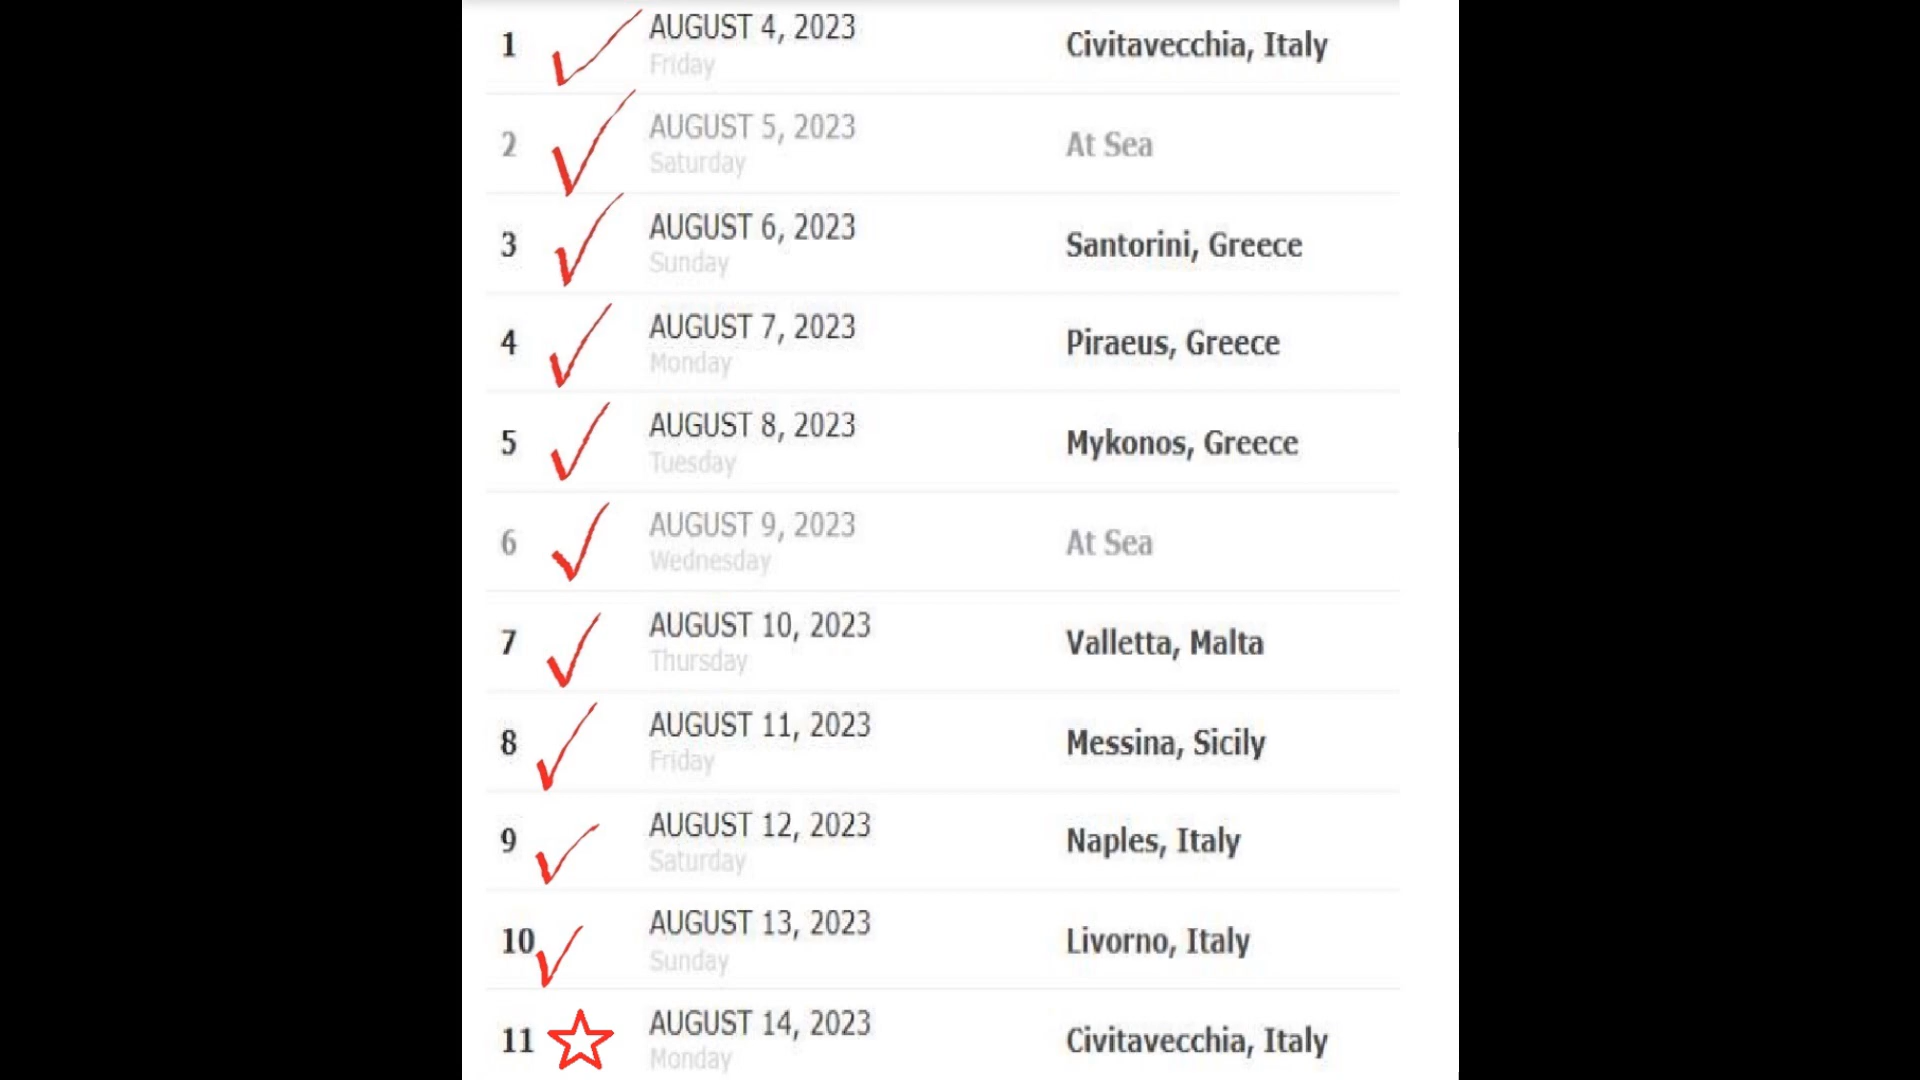 1 AUGUST 4, 2023 Civitavecchia, Italy
Friday
2 AUGUST 5, 2023 At Sea
Saturday
3 AUGUST 6, 2023 Santorini, Greece
Sunday
4 AUGUST 7, 2023 Piraeus, Greece
Monday
5 AUGUST 8, 2023 Mykonos, Greece
Tuesday
6 AUGUST 9, 2023 At Sea
Wednesday
7 AUGUST 10, 2023 Valletta, Malta
Thursday
8 AUGUST 11, 2023 Messina, Sicily
Friday
9 AUGUST 12, 2023 Naples, Italy
Saturday
10 AUGUST 13, 2023 Livorno, Italy
Sunday
11 AUGUST 14, 2023 Civitavecchia, Italy
Monday